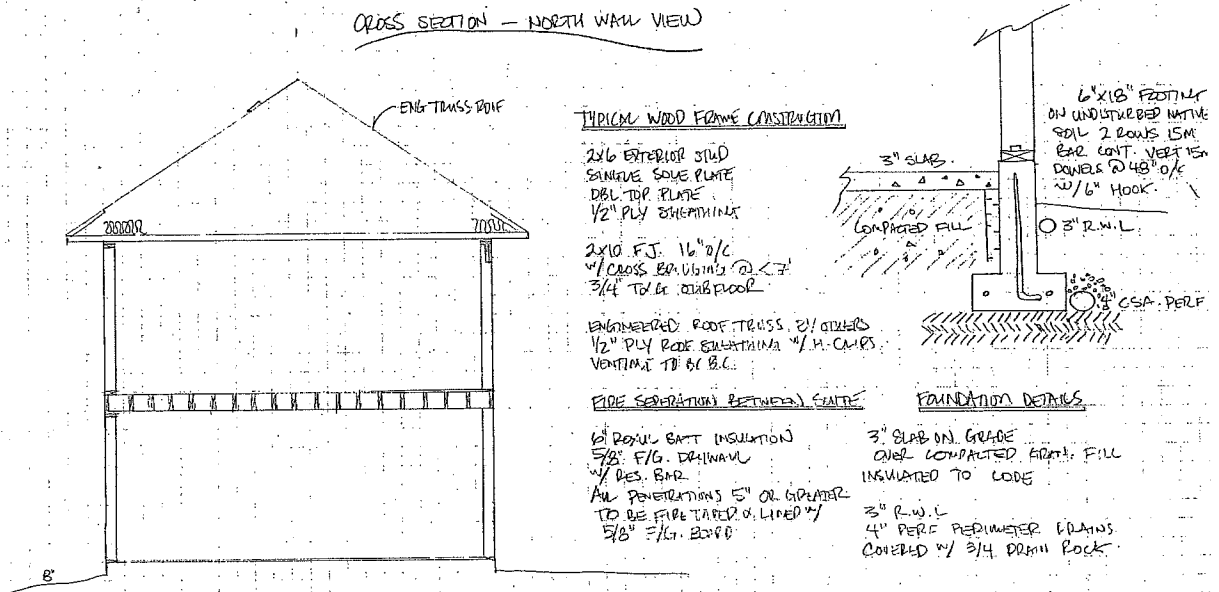 CROSS SECTION – NORTH WALL VIEW
ENG TRUSS ROOF
TYPICAL WOOD FRAME CONSTRUCTION
2x6 EXTERIOR STUD
SINGLE SOLE PLATE
DBL TOP PLATE
1/2" PLY SHEATHING
2x10 F.J. 16" o/c
w/ CROSS BRIDGING @ <7'
3/4" T&G SUBFLOOR
ENGINEERED ROOF TRUSS BY OTHERS
1/2" PLY ROOF SHEATHING w/ H-CLIPS
VENTING TO BC B.C.
FIRE SEPERATION BETWEEN SUITE
6" ROXUL BATT INSULATION
5/8" F/G. DRYWALL
w/ RES. BAR
ALL PENETRATIONS 5" OR GREATER
TO BE FIRE TAPED & LINED w/
5/8" F/G. BOARD
8"
3" SLAB
COMPACTED FILL
6"x18" FOOTING
ON UNDISTURBED NATIVE
SOIL 2 ROWS 15M
BAR CONT. VERT 15M
DOWELS @ 48" o/c
w/ 6" HOOK
3" R.W.L
4" CSA. PERF
FOUNDATION DETAILS
3" SLAB ON GRADE
OVER COMPACTED GRAN. FILL
INSULATED TO CODE
3" R.W.L
4" PERF PERIMETER DRAINS
COVERED w/ 3/4 DRAIN ROCK